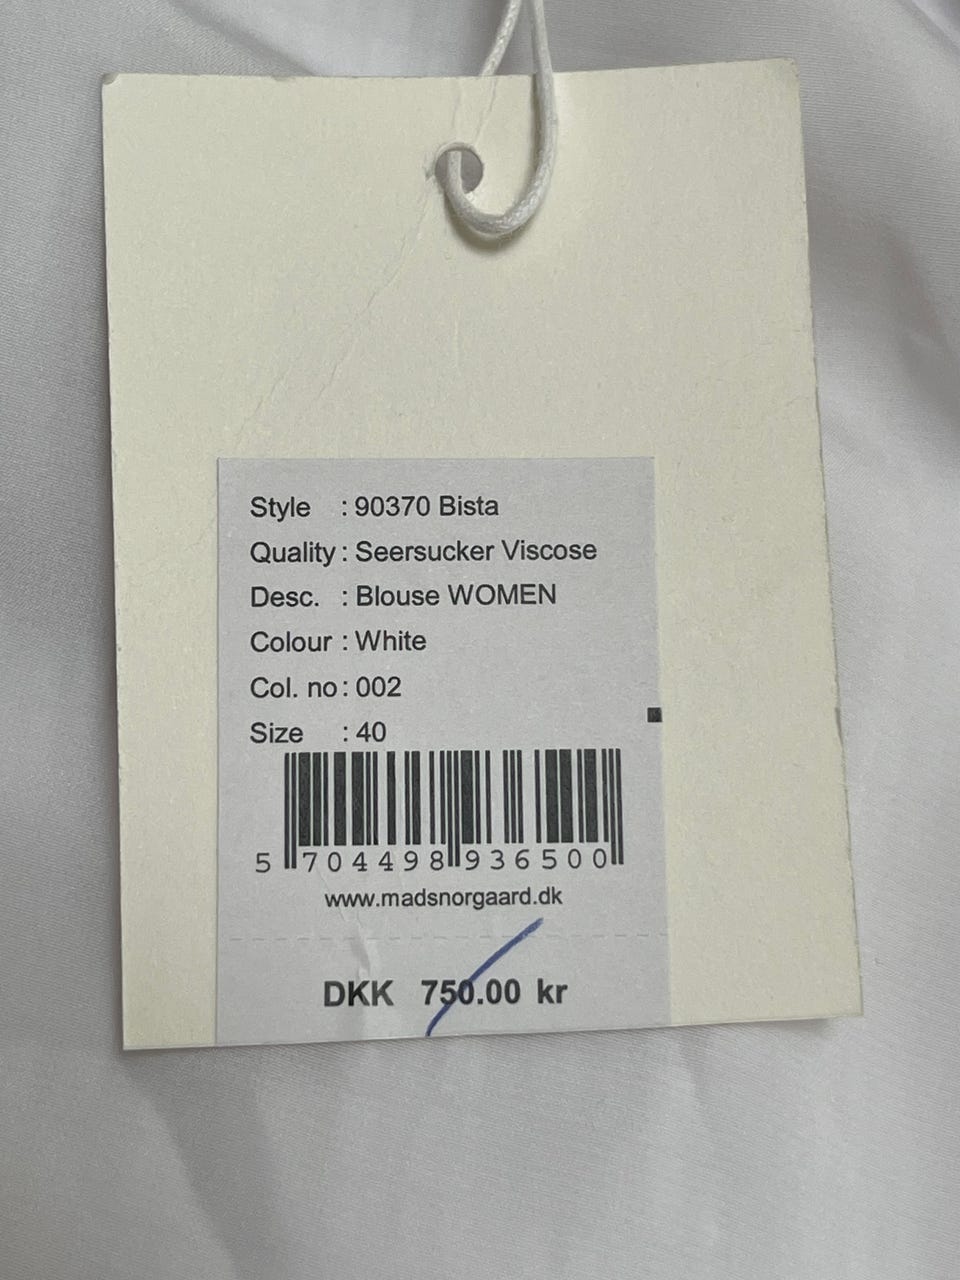 Style : 90370 Bista
Quality : Seersucker Viscose
Desc. : Blouse WOMEN
Colour : White
Col. no : 002
Size : 40
5 704498 936500
www.madsnorgaard.dk
DKK 750.00 kr